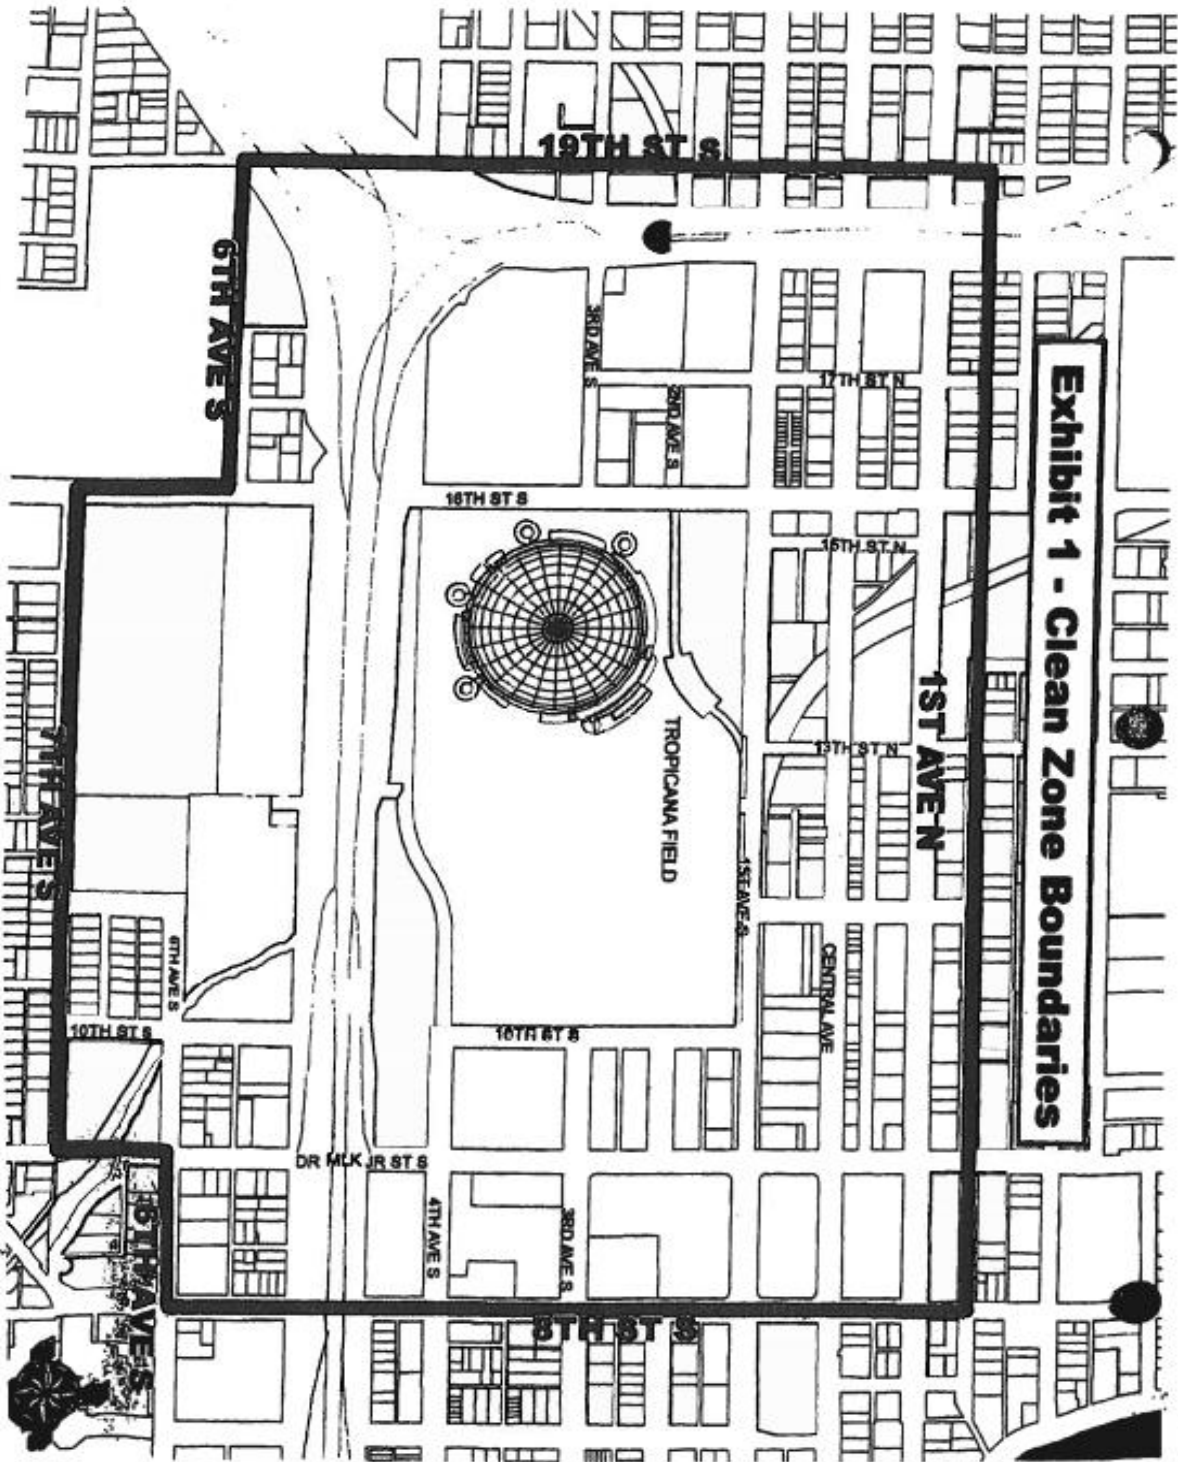 Exhibit 1 - Clean Zone Boundaries
19TH ST S
6TH AVE S
3RD AVE S
17TH ST N
2ND AVE S
16TH ST S
15TH ST N
1ST AVE N
13TH ST N
TROPICANA FIELD
7TH AVE S
1ST AVE S
6TH AVE S
CENTRAL AVE
10TH ST S
10TH ST S
DR MLK JR ST S
4TH AVE S
3RD AVE S
6TH AVE S
8TH ST S